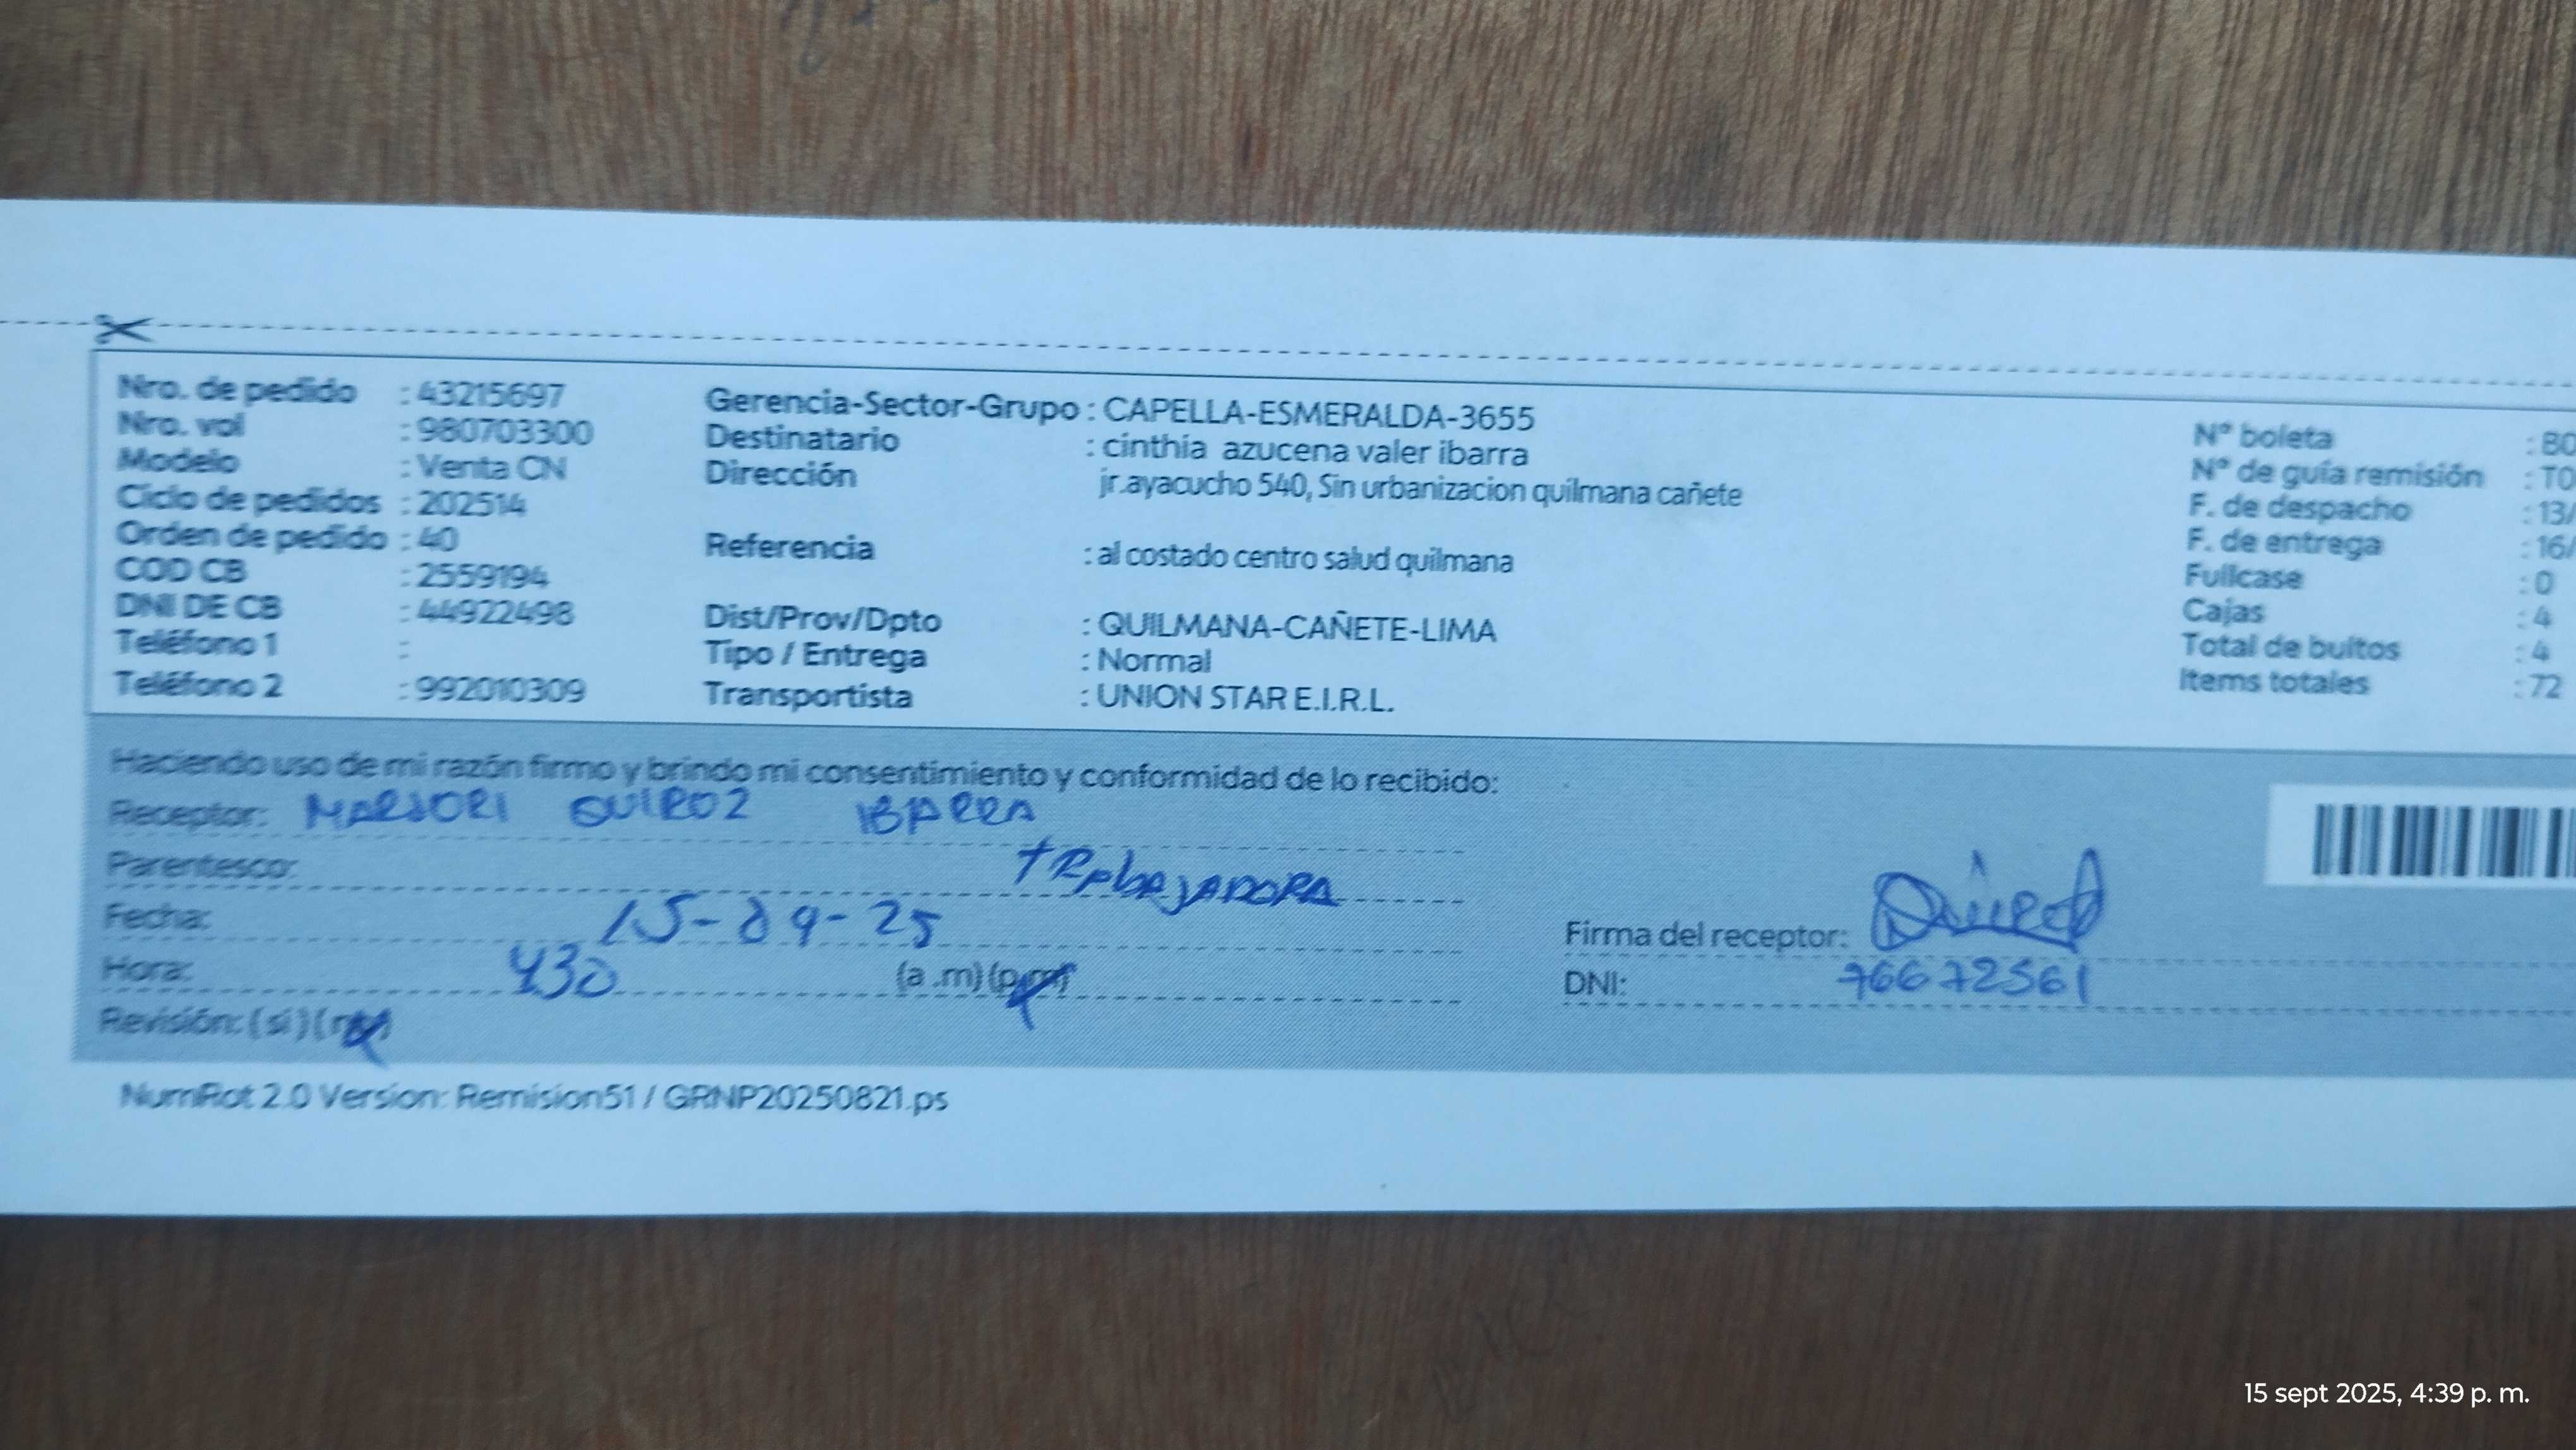 Nro. de pedido : 43215697
Nro. vol : 980703300
Modelo : Venta CN
Ciclo de pedidos : 202514
Orden de pedido : 40
COD CB : 2559194
DNI DE CB : 44922498
Teléfono 1 :
Teléfono 2 : 992010309
Gerencia-Sector-Grupo : CAPELLA-ESMERALDA-3655
Destinatario : cinthia azucena valer ibarra
Dirección jr.ayacucho 540, Sin urbanizacion quilmana cañete
Referencia : al costado centro salud quilmana
Dist/Prov/Dpto : QUILMANA-CAÑETE-LIMA
Tipo / Entrega : Normal
Transportista : UNION STAR E.I.R.L.
N° boleta : B0
N° de guía remisión : T0
F. de despacho : 13/
F. de entrega : 16/
Fullcase : 0
Cajas : 4
Total de bultos : 4
Items totales : 72
Haciendo uso de mi razón firmo y brindo mi consentimiento y conformidad de lo recibido:
Receptor: MARJORI QUIROZ IBARRA
Parentesco: TRAbAJADORA
Fecha: 15-09-25
Hora: 430 (a .m) (p.m)
Revisión: ( si ) ( no )
Firma del receptor:
DNI: 76672561
NumRot 2.0 Version: Remision51 / GRNP20250821.ps
15 sept 2025, 4:39 p. m.